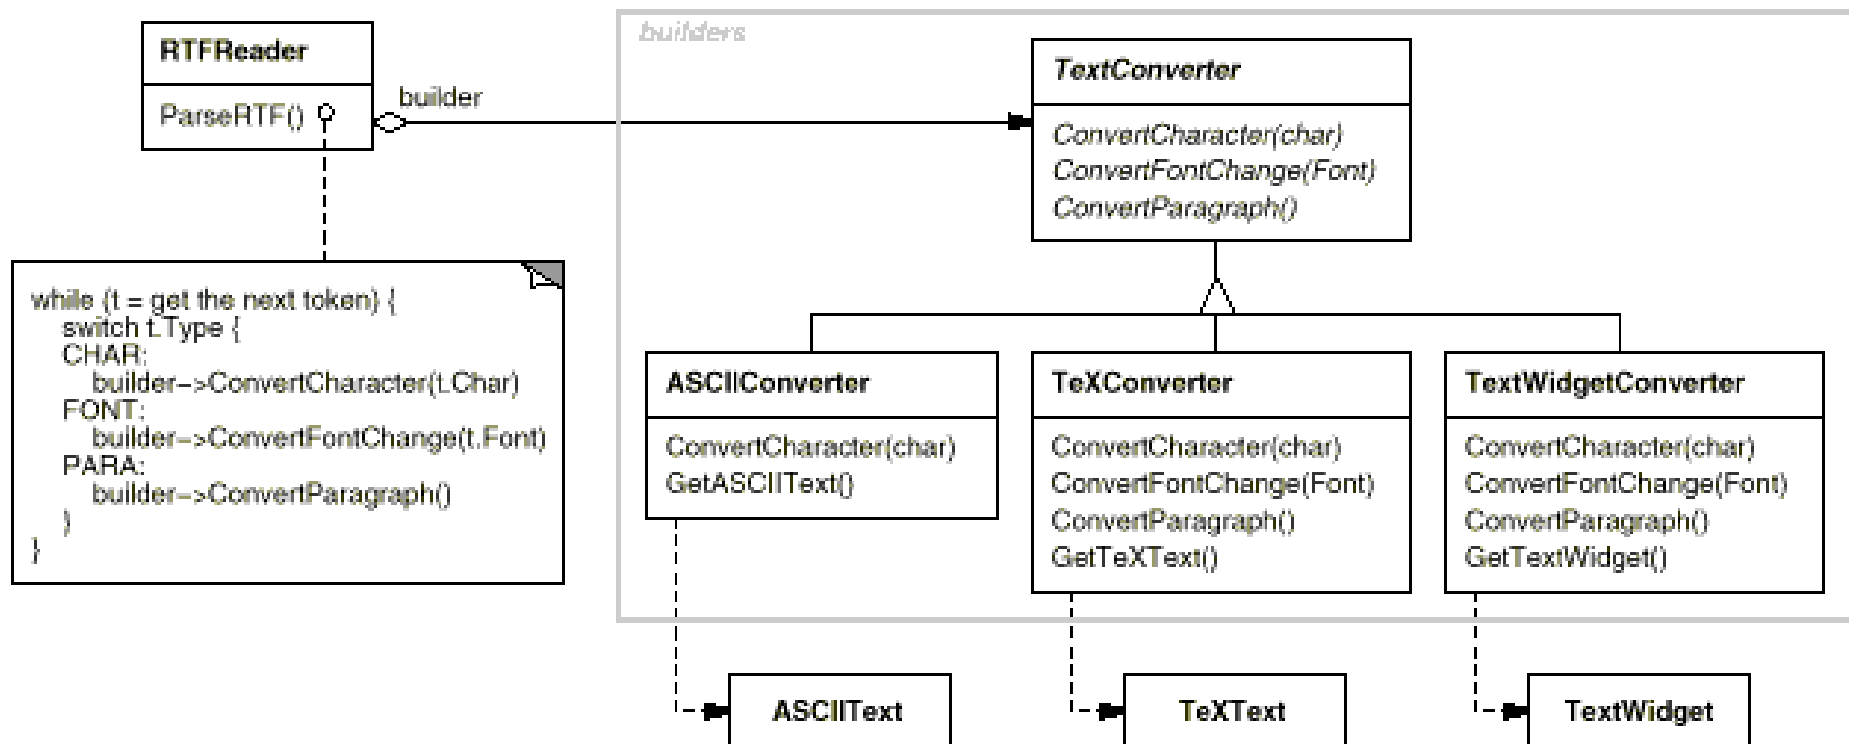 RTFReader
ParseRTF()
builder
while (t = get the next token) {
switch t.Type {
CHAR:
builder->ConvertCharacter(t.Char)
FONT:
builder->ConvertFontChange(t.Font)
PARA:
builder->ConvertParagraph()
}
}
builders
TextConverter
ConvertCharacter(char)
ConvertFontChange(Font)
ConvertParagraph()
ASCIIConverter
ConvertCharacter(char)
GetASCIIText()
TeXConverter
ConvertCharacter(char)
ConvertFontChange(Font)
ConvertParagraph()
GetTeXText()
TextWidgetConverter
ConvertCharacter(char)
ConvertFontChange(Font)
ConvertParagraph()
GetTextWidget()
ASCIIText
TeXText
TextWidget